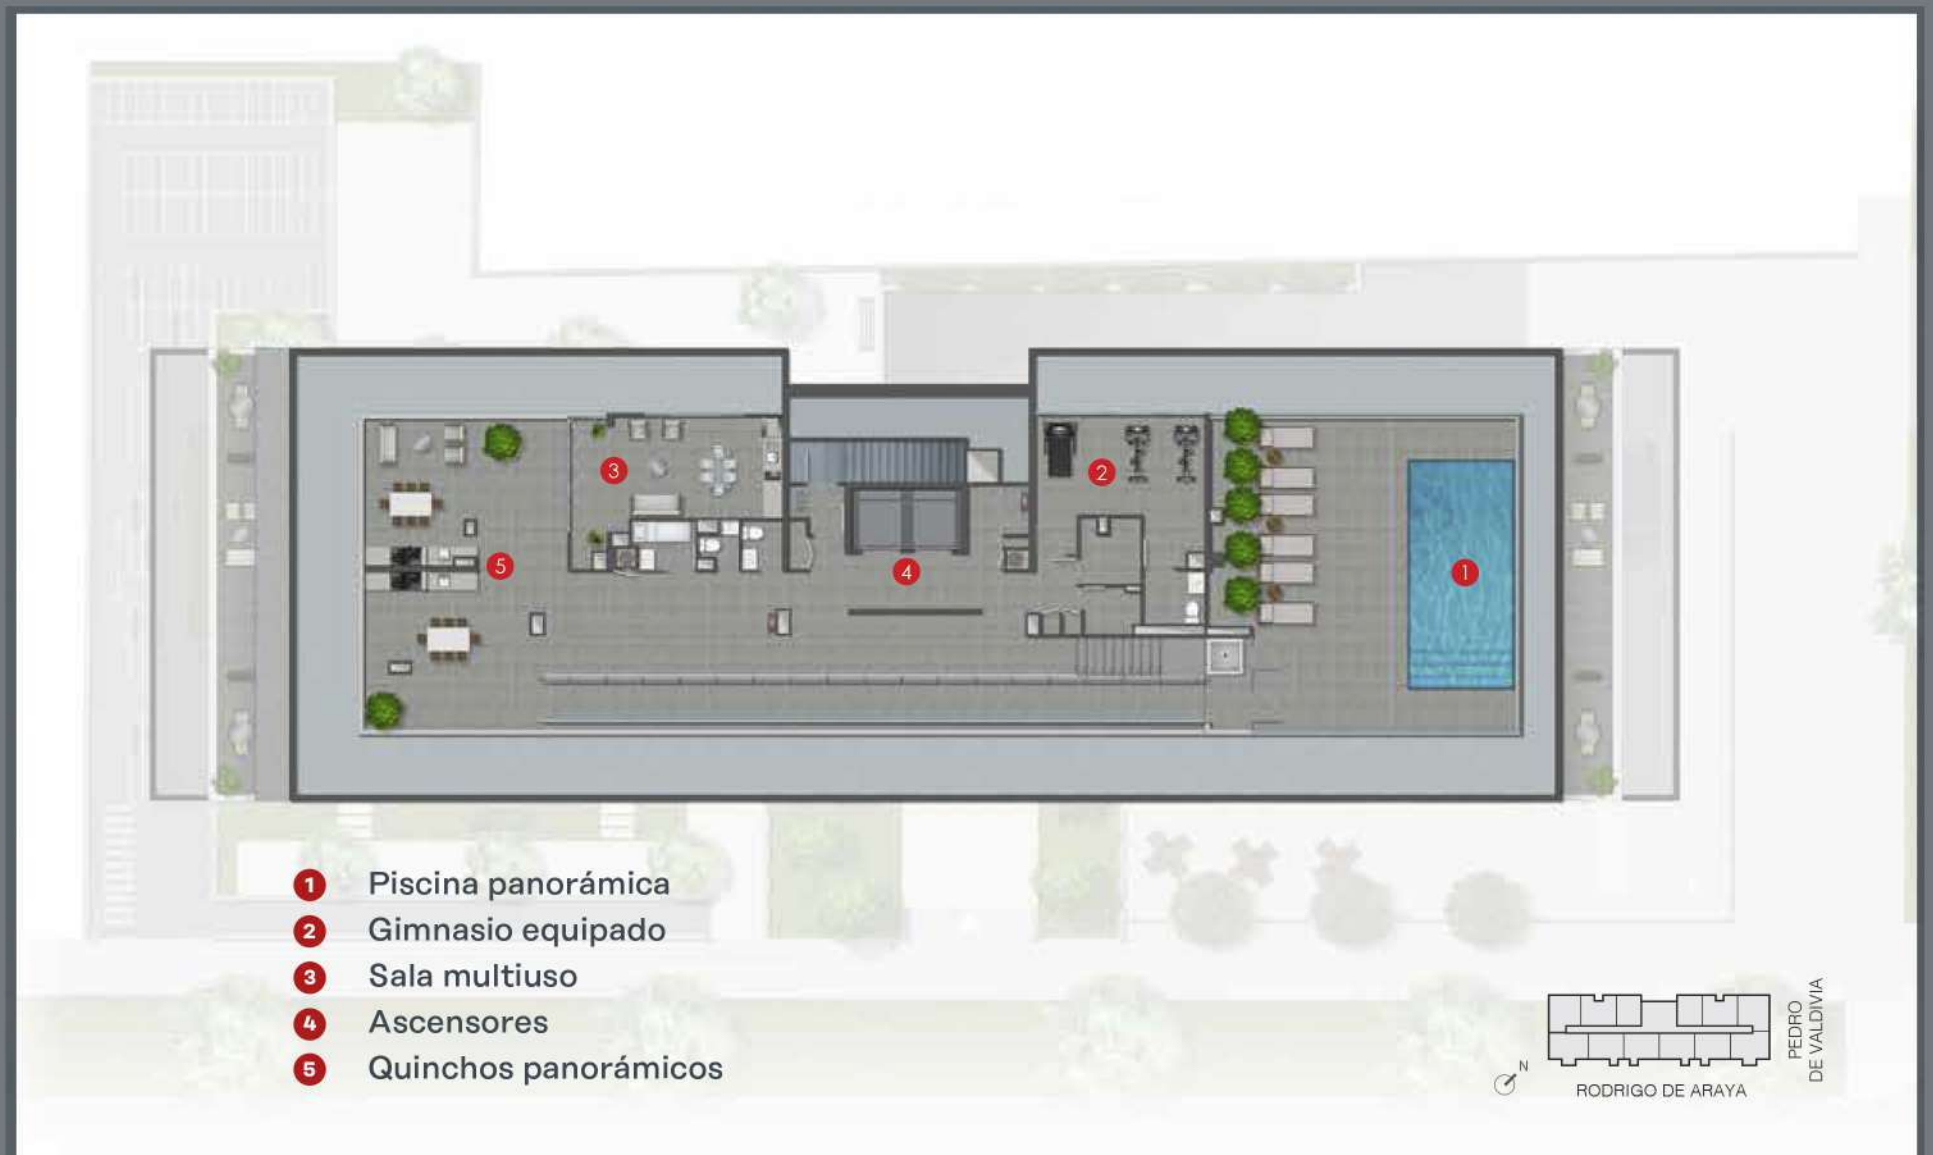 3
2
5
4
1
1 Piscina panorámica
2 Gimnasio equipado
3 Sala multiuso
4 Ascensores
5 Quinchos panorámicos
N
RODRIGO DE ARAYA
PEDRO
DE VALDIVIA